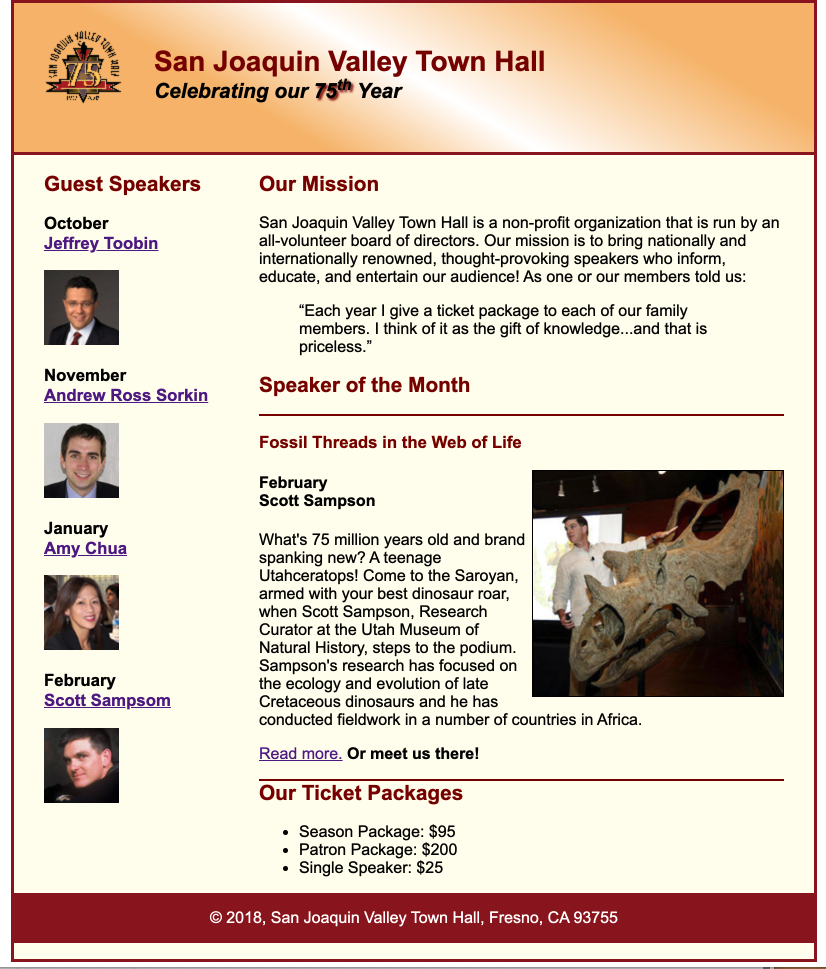 SAN JOAQUIN VALLEY TOWN HALL
75
San Joaquin Valley Town Hall
Celebrating our 75th Year
Guest Speakers
October
Jeffrey Toobin
November
Andrew Ross Sorkin
January
Amy Chua
February
Scott Sampsom
Our Mission
San Joaquin Valley Town Hall is a non-profit organization that is run by an
all-volunteer board of directors. Our mission is to bring nationally and
internationally renowned, thought-provoking speakers who inform,
educate, and entertain our audience! As one or our members told us:
“Each year I give a ticket package to each of our family
members. I think of it as the gift of knowledge...and that is
priceless.”
Speaker of the Month
Fossil Threads in the Web of Life
February
Scott Sampson
What's 75 million years old and brand
spanking new? A teenage
Utahceratops! Come to the Saroyan,
armed with your best dinosaur roar,
when Scott Sampson, Research
Curator at the Utah Museum of
Natural History, steps to the podium.
Sampson's research has focused on
the ecology and evolution of late
Cretaceous dinosaurs and he has
conducted fieldwork in a number of countries in Africa.
Read more. Or meet us there!
Our Ticket Packages
• Season Package: $95
• Patron Package: $200
• Single Speaker: $25
© 2018, San Joaquin Valley Town Hall, Fresno, CA 93755